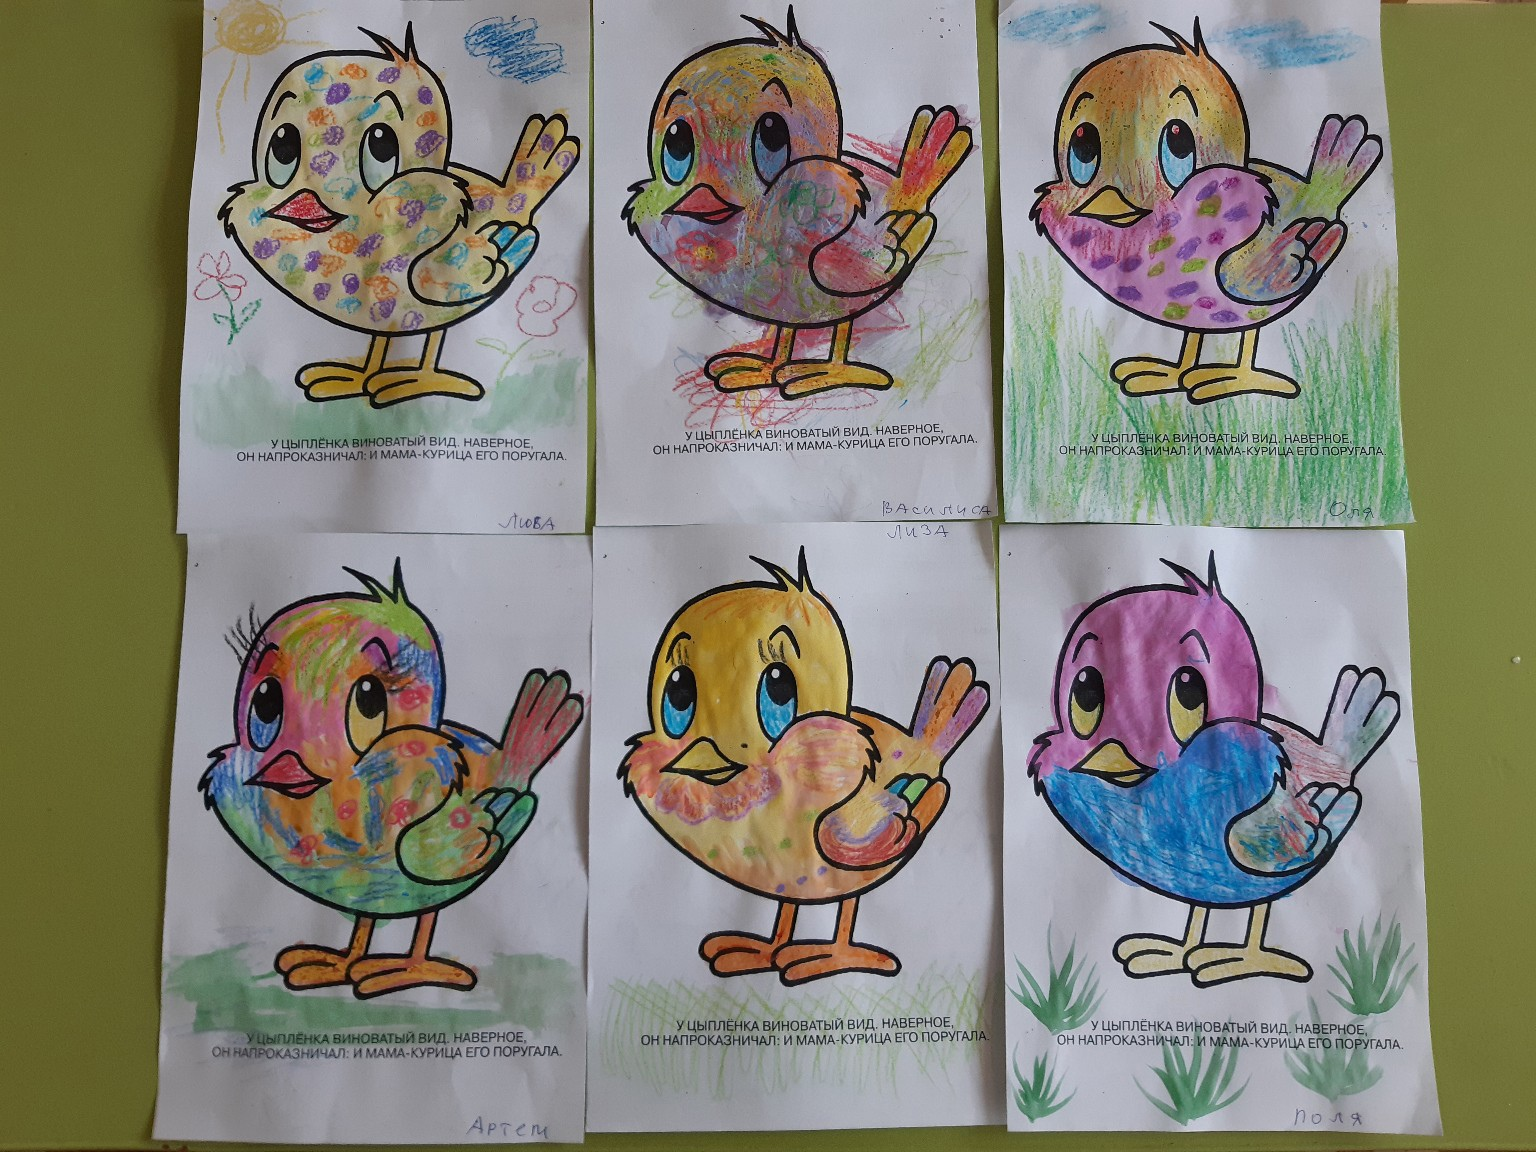 У ЦЫПЛЁНКА ВИНОВАТЫЙ ВИД. НАВЕРНОЕ,
ОН НАПРОКАЗНИЧАЛ: И МАМА-КУРИЦА ЕГО ПОРУГАЛА.
ЛЮВА
У ЦЫПЛЁНКА ВИНОВАТЫЙ ВИД. НАВЕРНОЕ,
ОН НАПРОКАЗНИЧАЛ: И МАМА-КУРИЦА ЕГО ПОРУГАЛА.
ВАСИЛИСА
У ЦЫПЛЁНКА ВИНОВАТЫЙ ВИД. НАВЕРНОЕ,
ОН НАПРОКАЗНИЧАЛ: И МАМА-КУРИЦА ЕГО ПОРУГАЛА.
Оля
У ЦЫПЛЁНКА ВИНОВАТЫЙ ВИД. НАВЕРНОЕ,
ОН НАПРОКАЗНИЧАЛ: И МАМА-КУРИЦА ЕГО ПОРУГАЛА.
АРТЕМ
ЛИЗА
У ЦЫПЛЁНКА ВИНОВАТЫЙ ВИД. НАВЕРНОЕ,
ОН НАПРОКАЗНИЧАЛ: И МАМА-КУРИЦА ЕГО ПОРУГАЛА.
У ЦЫПЛЁНКА ВИНОВАТЫЙ ВИД. НАВЕРНОЕ,
ОН НАПРОКАЗНИЧАЛ: И МАМА-КУРИЦА ЕГО ПОРУГАЛА.
Поля